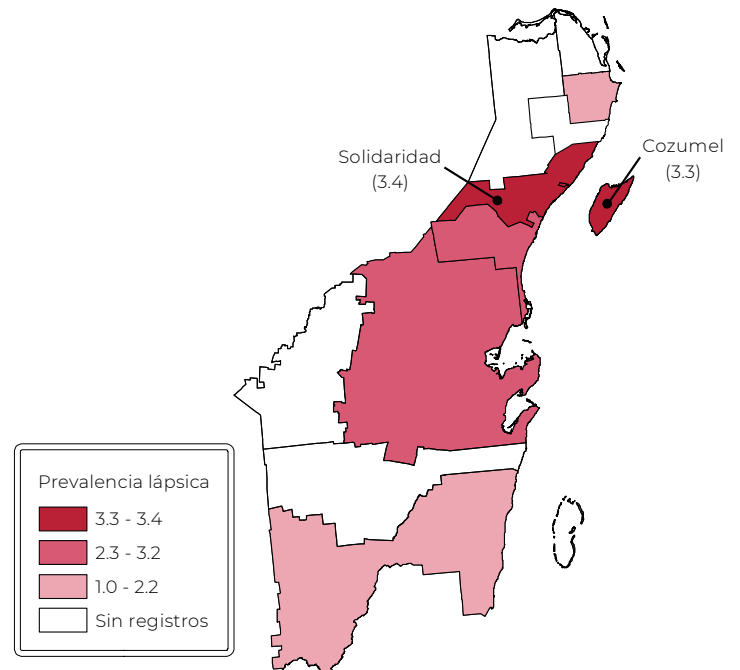 Solidaridad
(3.4)
Cozumel
(3.3)
Prevalencia lápsica
3.3 - 3.4
2.3 - 3.2
1.0 - 2.2
Sin registros